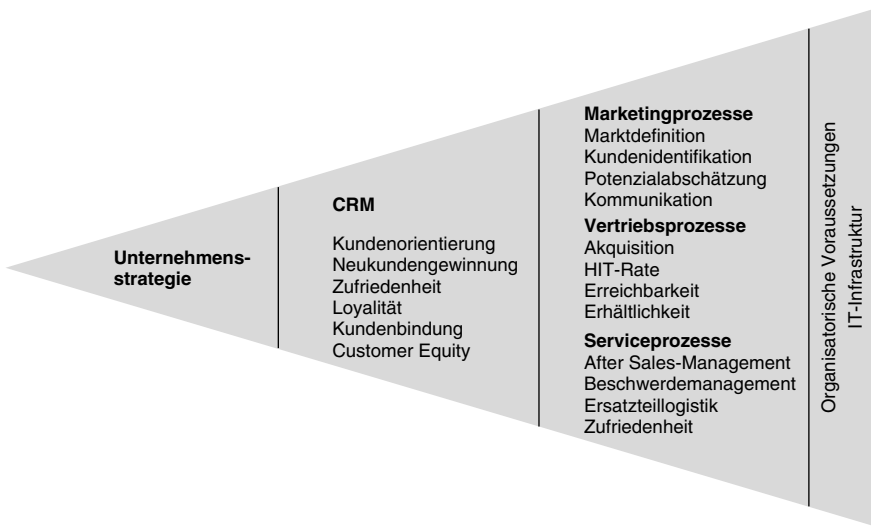 Unternehmens-
strategie
CRM
Kundenorientierung
Neukundengewinnung
Zufriedenheit
Loyalität
Kundenbindung
Customer Equity
Marketingprozesse
Marktdefinition
Kundenidentifikation
Potenzialabschätzung
Kommunikation
Vertriebsprozesse
Akquisition
HIT-Rate
Erreichbarkeit
Erhältlichkeit
Serviceprozesse
After Sales-Management
Beschwerdemanagement
Ersatzteillogistik
Zufriedenheit
Organisatorische Voraussetzungen
IT-Infrastruktur